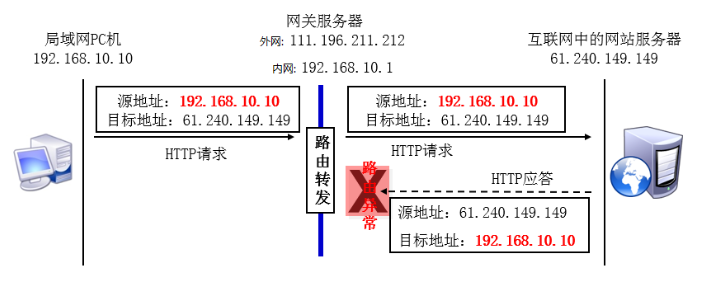 局域网PC机
192.168.10.10
网关服务器
外网: 111.196.211.212
内网: 192.168.10.1
互联网中的网站服务器
61.240.149.149
源地址: 192.168.10.10
目标地址: 61.240.149.149
HTTP请求
路由转发
源地址: 192.168.10.10
目标地址: 61.240.149.149
HTTP请求
路由异常
HTTP应答
源地址: 61.240.149.149
目标地址: 192.168.10.10